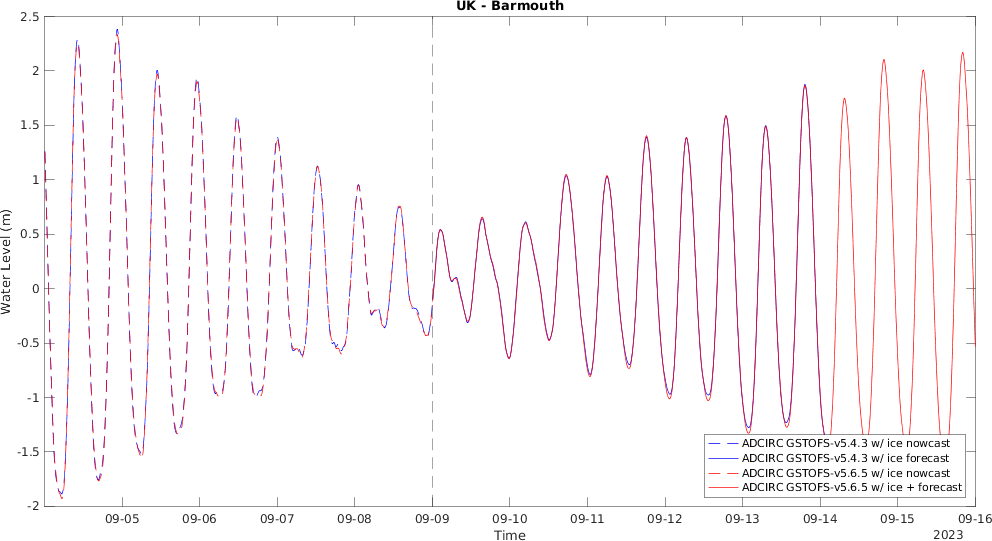 UK - Barmouth
2.5
2
1.5
1
0.5
0
-0.5
-1
-1.5
-2
Water Level (m)
09-05 09-06 09-07 09-08 09-09 09-10 09-11 09-12 09-13 09-14 09-15 09-16
Time
2023
ADCIRC GSTOFS-v5.4.3 w/ ice nowcast
ADCIRC GSTOFS-v5.4.3 w/ ice forecast
ADCIRC GSTOFS-v5.6.5 w/ ice nowcast
ADCIRC GSTOFS-v5.6.5 w/ ice + forecast